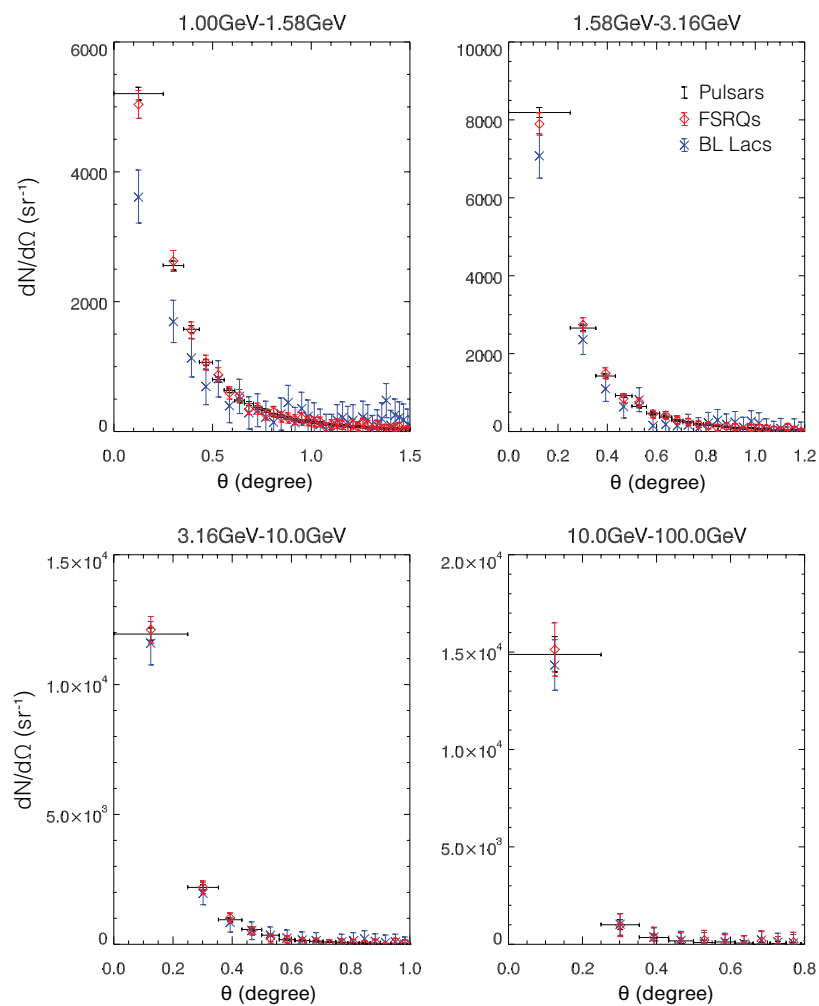 1.00GeV-1.58GeV
1.58GeV-3.16GeV
6000
4000
2000
0
dN/dΩ (sr⁻¹)
0.0 0.5 1.0 1.5
θ (degree)
10000
8000
6000
4000
2000
0
Pulsars
FSRQs
BL Lacs
0.0 0.2 0.4 0.6 0.8 1.0 1.2
θ (degree)
3.16GeV-10.0GeV
10.0GeV-100.0GeV
1.5×10⁴
1.0×10⁴
5.0×10³
0
dN/dΩ (sr⁻¹)
0.0 0.2 0.4 0.6 0.8 1.0
θ (degree)
2.0×10⁴
1.5×10⁴
1.0×10⁴
5.0×10³
0
0.0 0.2 0.4 0.6 0.8
θ (degree)